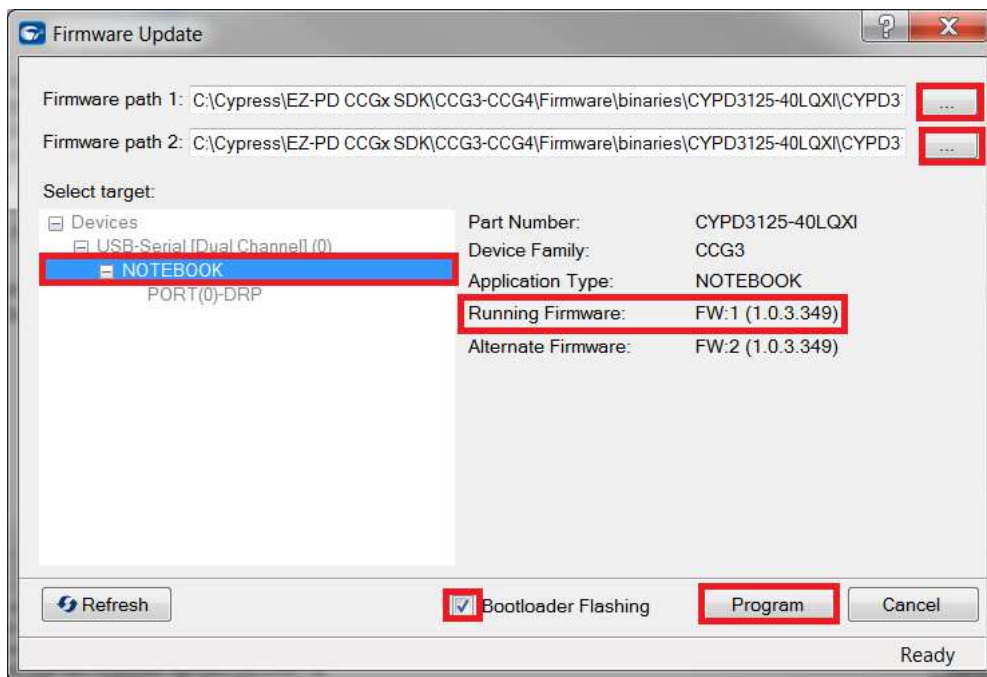 Firmware Update
Firmware path 1: C:\Cypress\EZ-PD CCGx SDK\CCG3-CCG4\Firmware\binaries\CYPD3125-40LQXI\CYPD3 ...
Firmware path 2: C:\Cypress\EZ-PD CCGx SDK\CCG3-CCG4\Firmware\binaries\CYPD3125-40LQXI\CYPD3 ...
Select target:
Devices
USB-Serial [Dual Channel] (0)
NOTEBOOK
PORT(0)-DRP
Part Number: CYPD3125-40LQXI
Device Family: CCG3
Application Type: NOTEBOOK
Running Firmware: FW:1 (1.0.3.349)
Alternate Firmware: FW:2 (1.0.3.349)
Refresh
Bootloader Flashing
Program
Cancel
Ready